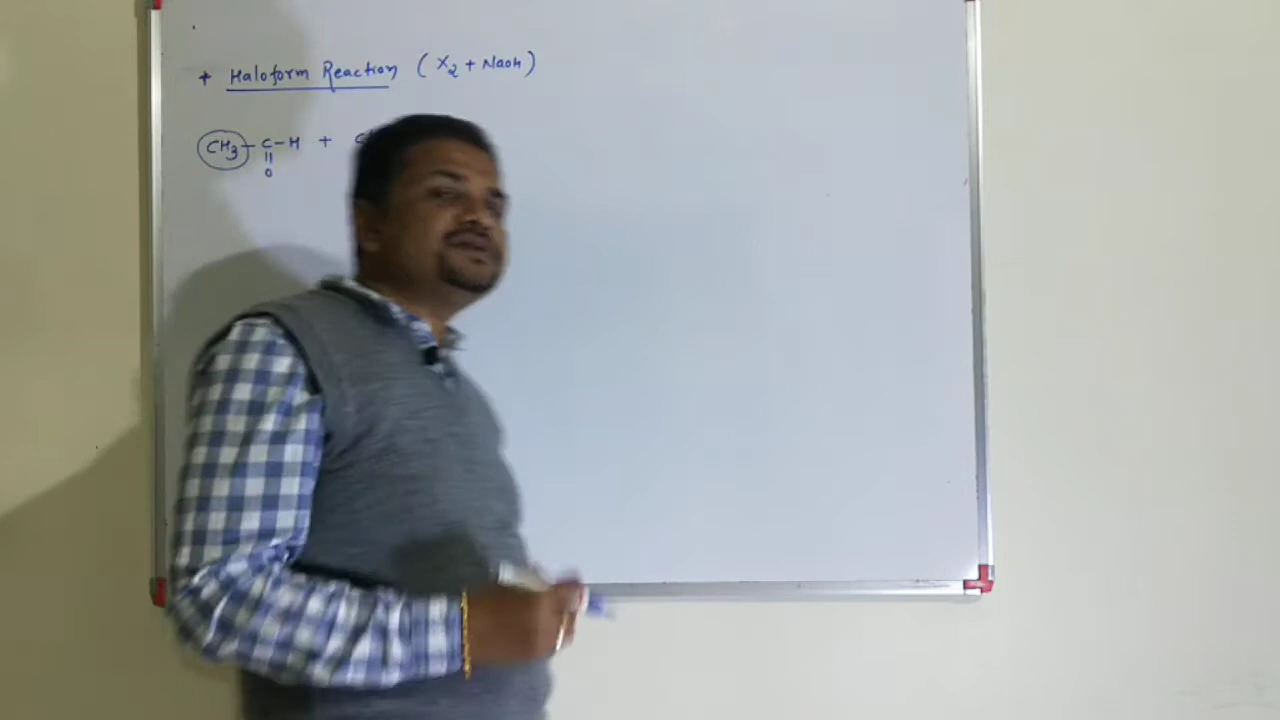 + Haloform Reaction (X2 + NaoH)
CH3-C-H + C
||
O